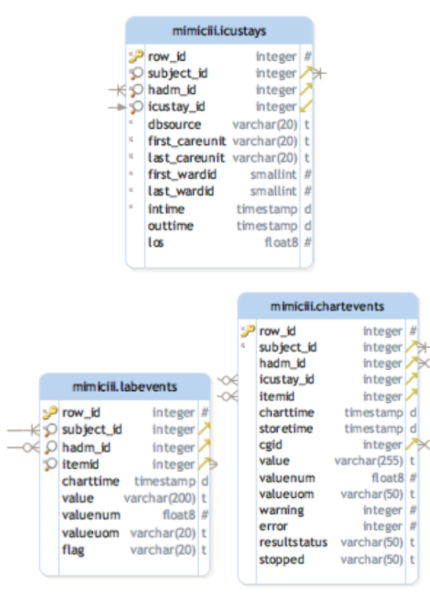 mimiciii.icustays
row_id integer #
subject_id integer
hadm_id integer
icustay_id integer
dbsource varchar(20) t
first_careunit varchar(20) t
last_careunit varchar(20) t
first_wardid smallint #
last_wardid smallint #
intime timestamp d
outtime timestamp d
los float8 #
mimiciii.chartevents
row_id integer #
subject_id integer
hadm_id integer
icustay_id integer
itemid integer
charttime timestamp d
storetime timestamp d
cgid integer
value varchar(255) t
valuenum float8 #
valueuom varchar(50) t
warning integer #
error integer #
resultstatus varchar(50) t
stopped varchar(50) t
mimiciii.labevents
row_id integer #
subject_id integer
hadm_id integer
itemid integer
charttime timestamp d
value varchar(200) t
valuenum float8 #
valueuom varchar(20) t
flag varchar(20) t